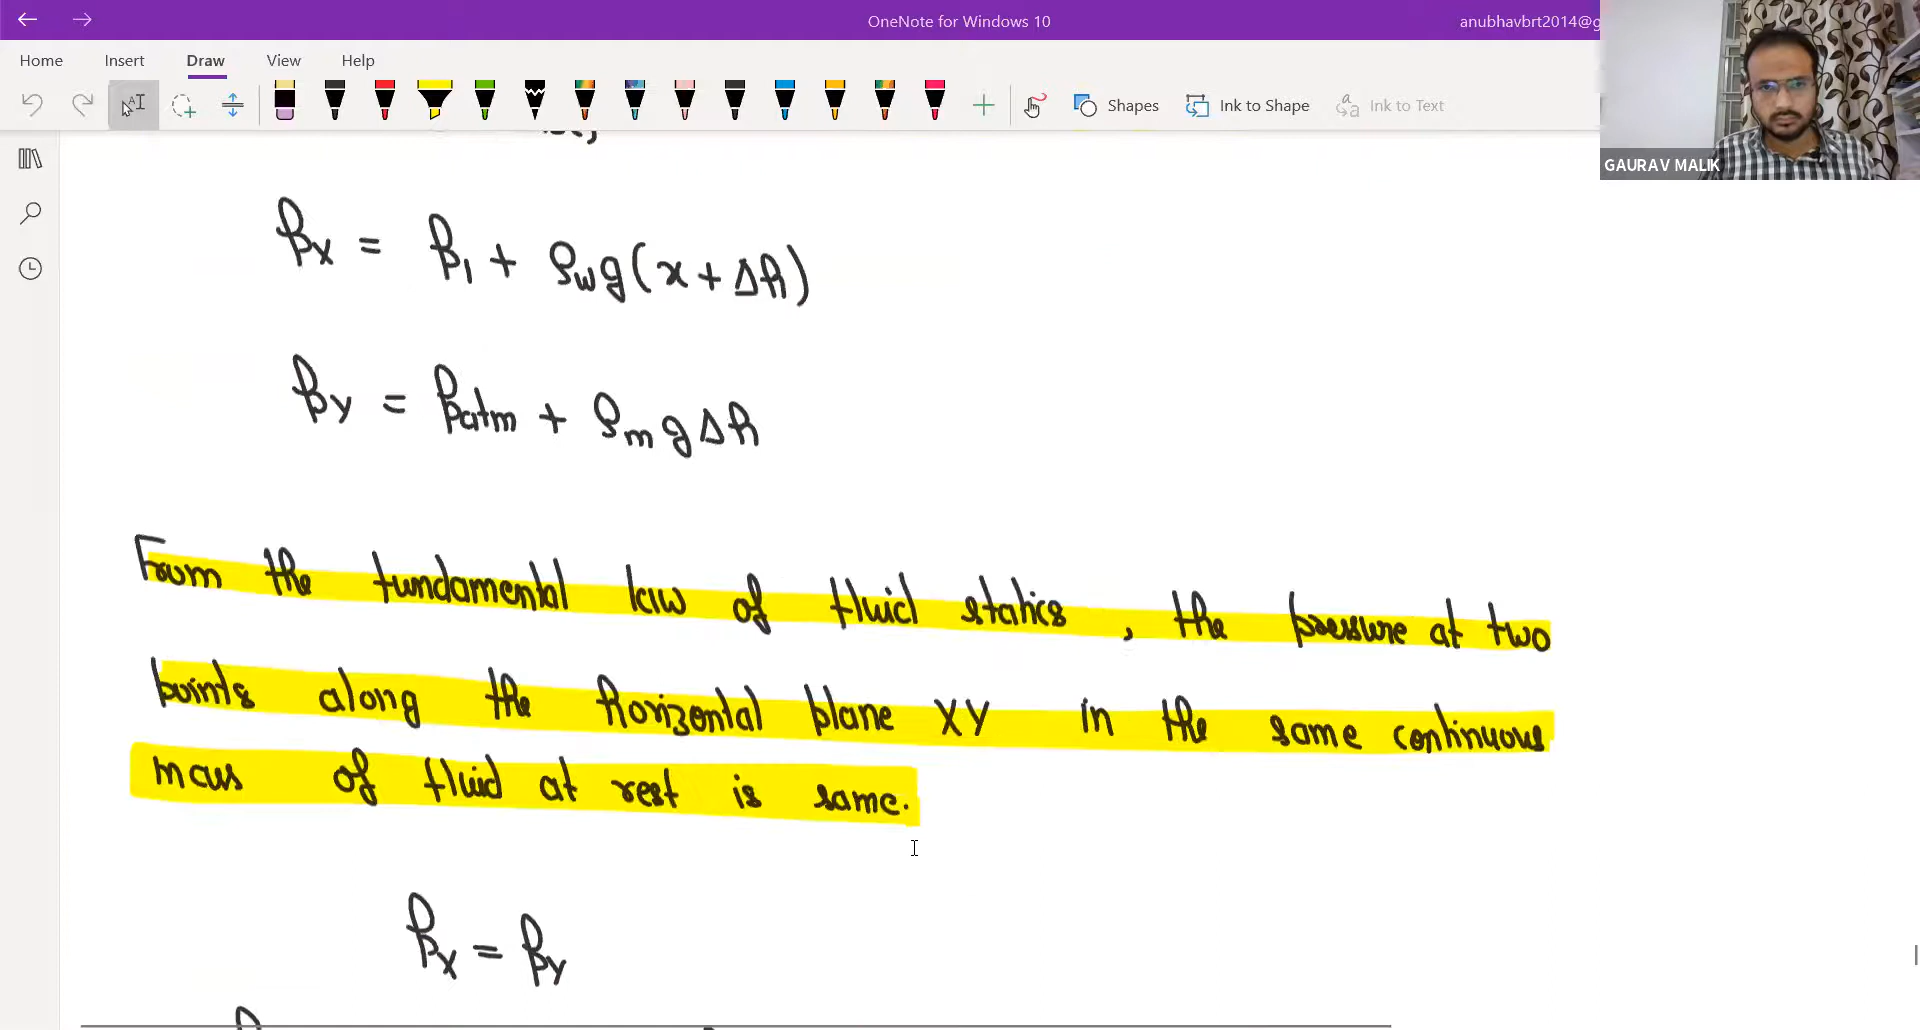 OneNote for Windows 10
anubhavbrt2014@g
Home Insert Draw View Help
Shapes Ink to Shape Ink to Text
GAURAV MALIK
pX = p1 + ρwg(x + Δh)
pY = patm + ρm g Δh
From the fundamental law of fluid statics, the pressure at two
points along the horizontal plane XY in the same continuous
mass of fluid at rest is same.
pX = pY